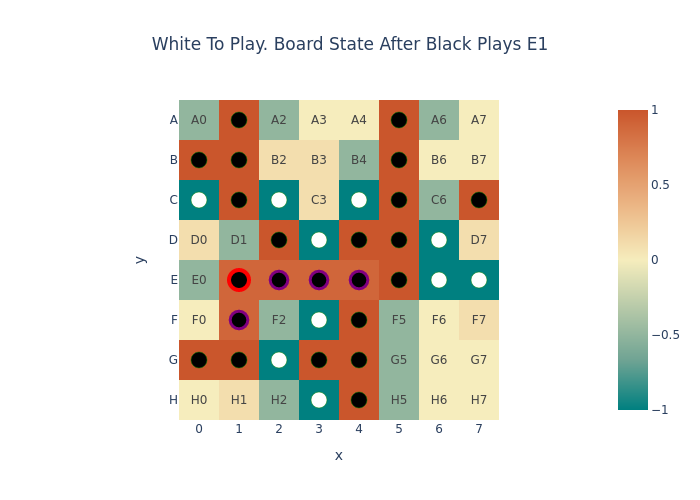 White To Play. Board State After Black Plays E1
A A0 A2 A3 A4 A6 A7
B B2 B3 B4 B6 B7
C C3 C6
D D0 D1 D7
E E0
F F0 F2 F5 F6 F7
G G5 G6 G7
H H0 H1 H2 H5 H6 H7
0 1 2 3 4 5 6 7
x
y
1
0.5
0
−0.5
−1